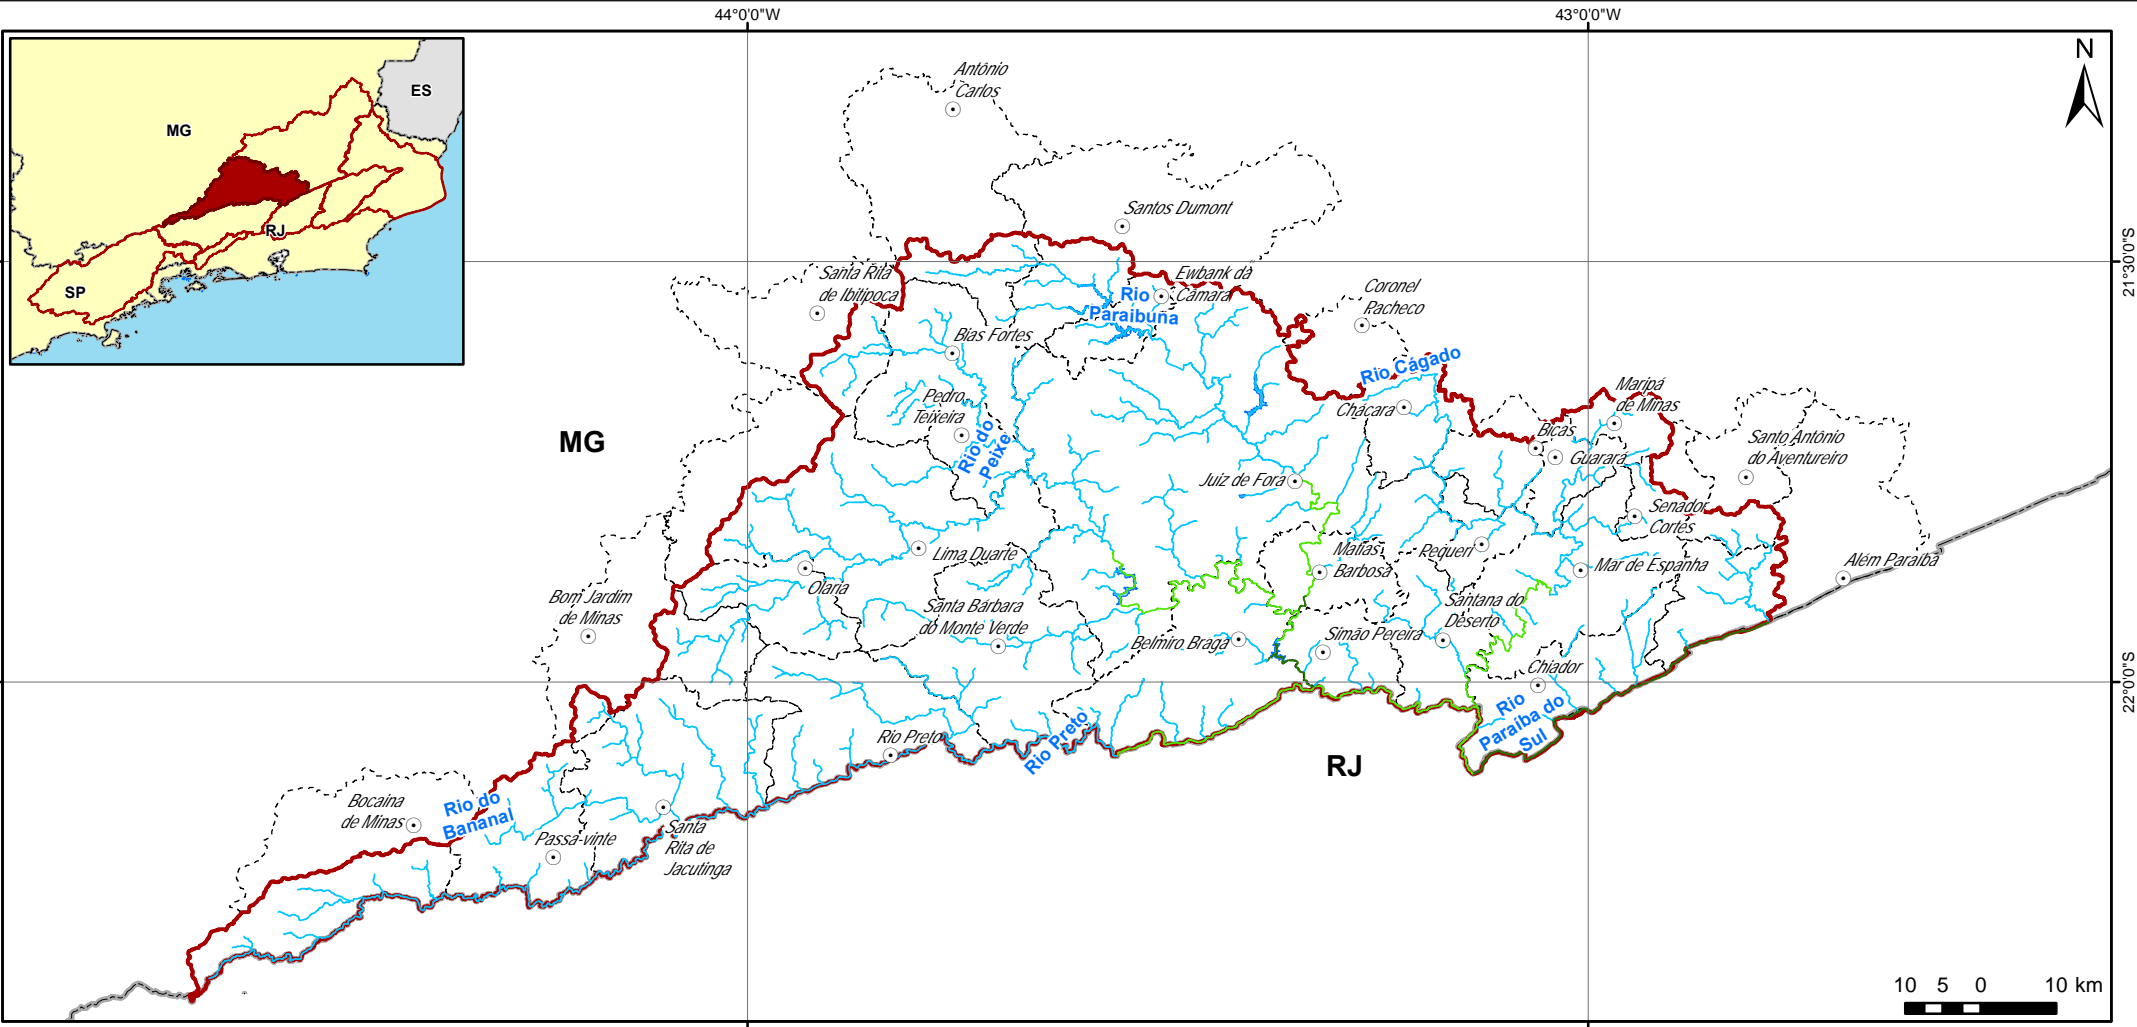 44°0'0"W
43°0'0"W
N
ES
MG
RJ
SP
Antônio
Carlos
Santos Dumont
21°30'0"S
Santa Rita
de Ibitipoca
Ewbank da
Câmara
Rio
Paraibuna
Coronel
Pacheco
Bias Fortes
Rio Cágado
Pedro
Teixeira
Chácara
Maripá
de Minas
MG
Rio do
Peixe
Bicas
Guarará
Santo Antônio
do Aventureiro
Juiz de Fora
Senador
Cortes
Lima Duarte
Matias
Barbosa
Pequeri
Mar de Espanha
Além Paraíba
Olaria
Bom Jardim
de Minas
Santa Bárbara
do Monte Verde
Santana do
Deserto
Belmiro Braga
Simão Pereira
Chiador
22°0'0"S
Rio
Paraíba do
Sul
Rio Preto
Rio Preto
RJ
Bocaina
de Minas
Rio do
Bananal
Passa-vinte
Santa
Rita de
Jacutinga
10 5 0 10 km